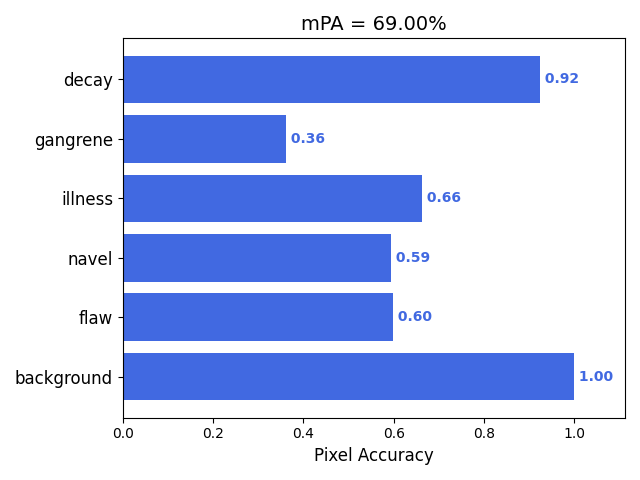 mPA = 69.00%
decay 0.92
gangrene 0.36
illness 0.66
navel 0.59
flaw 0.60
background 1.00
0.0 0.2 0.4 0.6 0.8 1.0
Pixel Accuracy